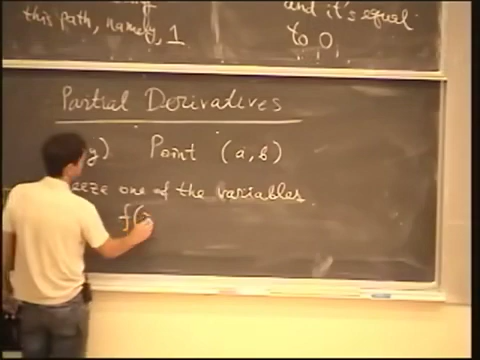 this path, namely, 1
and it's equal
to 0.
Partial Derivatives
y) Point (a,b)
eeze one of the variables.
f(